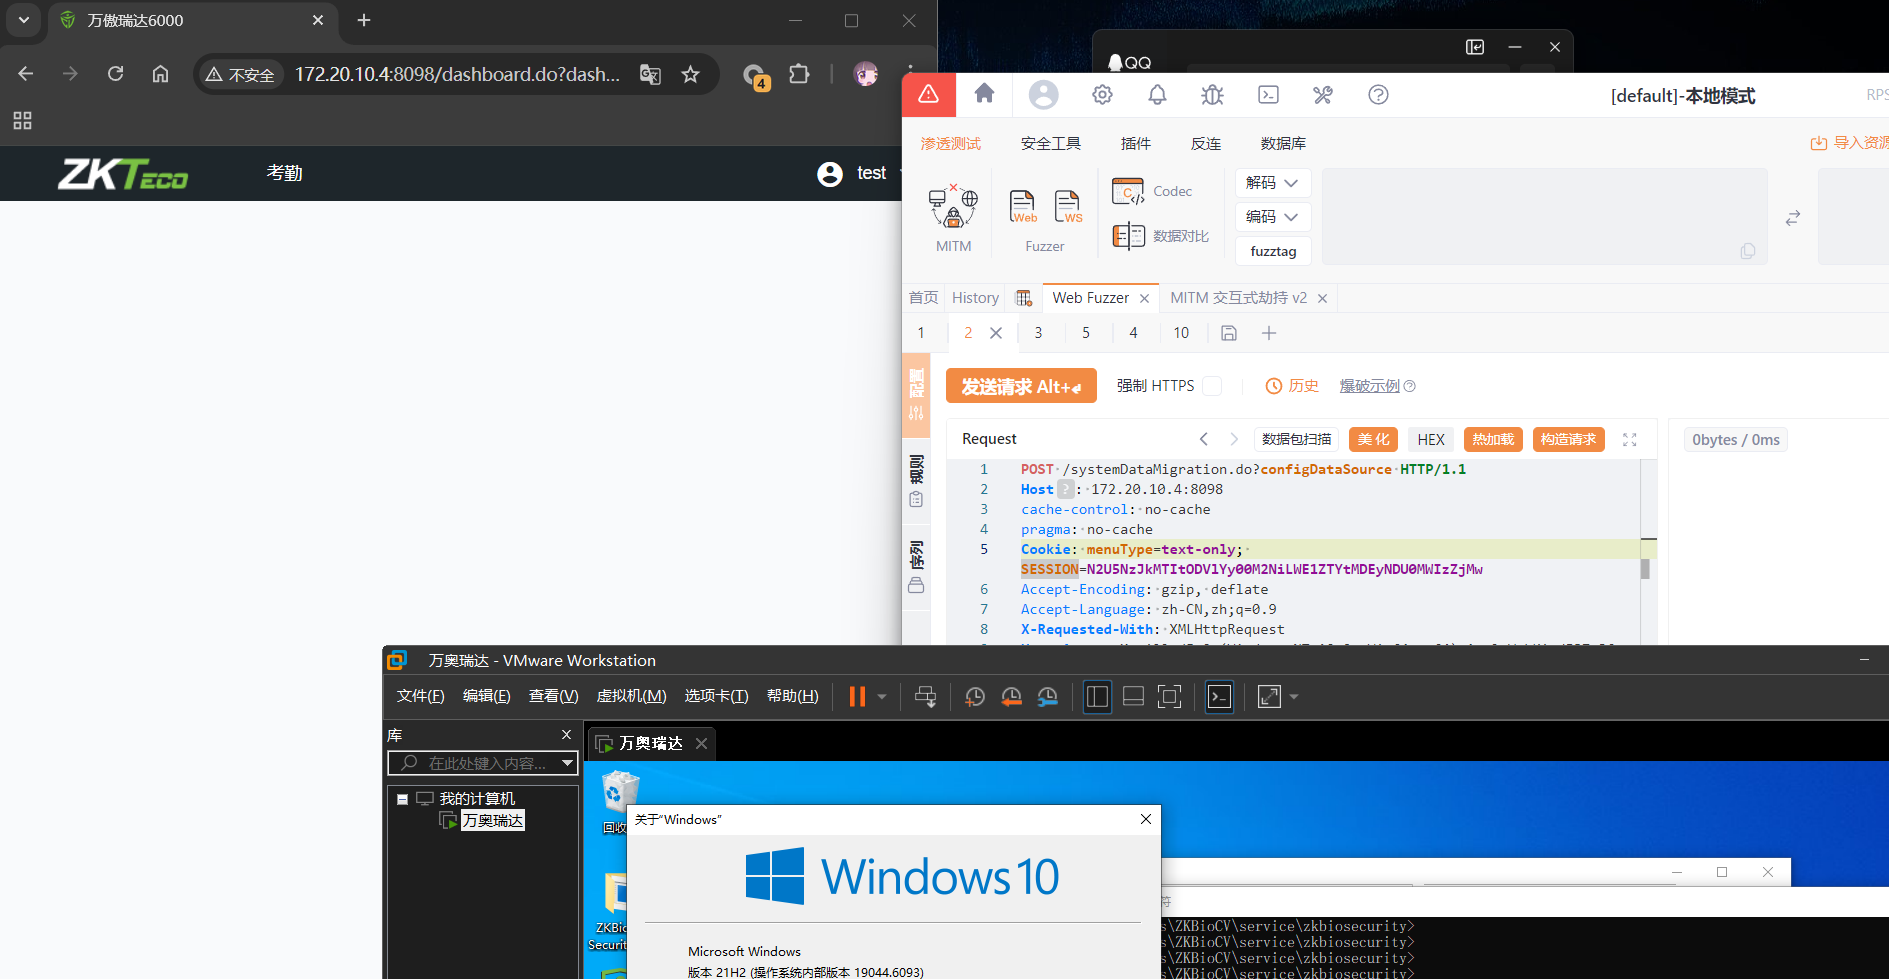 万傲瑞达6000
不安全
172.20.10.4:8098/dashboard.do?dash...
4
ZKTECO
考勤
test
QQ
[default]-本地模式
RPS
渗透测试
安全工具
插件
反连
数据库
导入资源
MITM
Web
WS
Fuzzer
Codec
数据对比
解码
编码
fuzztag
首页
History
Web Fuzzer
MITM 交互式劫持 v2
1
2
3
5
4
10
配置
规则
序列
发送请求 Alt+
强制 HTTPS
历史
爆破示例
Request
数据包扫描
美化
HEX
热加载
构造请求
0bytes / 0ms
1 POST /systemDataMigration.do?configDataSource HTTP/1.1
2 Host ? : 172.20.10.4:8098
3 cache-control: no-cache
4 pragma: no-cache
5 Cookie: menuType=text-only;
SESSION=N2U5NzJkMTItODVlYy00M2NiLWE1ZTYtMDEyNDU0MWIzZjMw
6 Accept-Encoding: gzip, deflate
7 Accept-Language: zh-CN,zh;q=0.9
8 X-Requested-With: XMLHttpRequest
万奥瑞达 - VMware Workstation
文件(F)
编辑(E)
查看(V)
虚拟机(M)
选项卡(T)
帮助(H)
库
在此处键入内容...
我的计算机
万奥瑞达
万奥瑞达
回收
关于“Windows”
Windows 10
ZKBio
Securit
Microsoft Windows
版本 21H2 (操作系统内部版本 19044.6093)
符
s\ZKBioCV\service\zkbiosecurity>
s\ZKBioCV\service\zkbiosecurity>
s\ZKBioCV\service\zkbiosecurity>
s\ZKBioCV\service\zkbiosecurity>